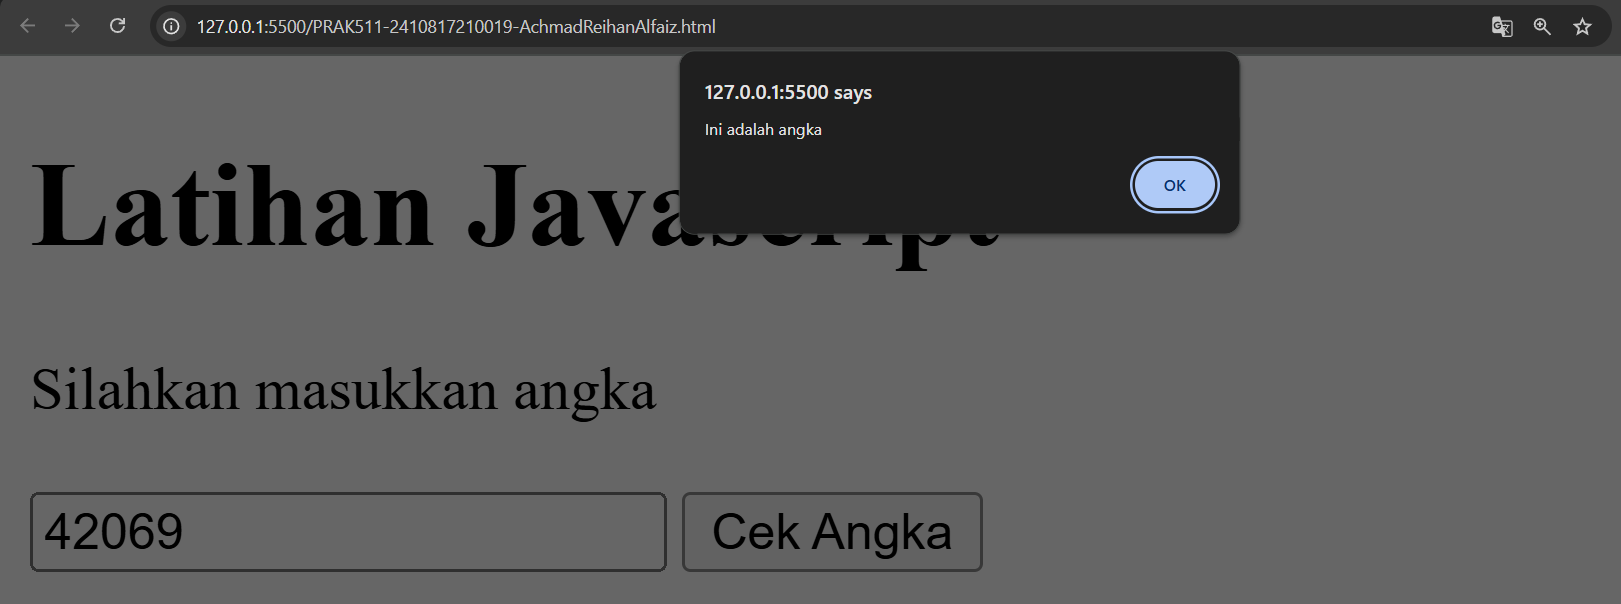 127.0.0.1:5500/PRAK511-2410817210019-AchmadReihanAlfaiz.html
127.0.0.1:5500 says
Ini adalah angka
OK
Latihan Javascript
Silahkan masukkan angka
42069
Cek Angka